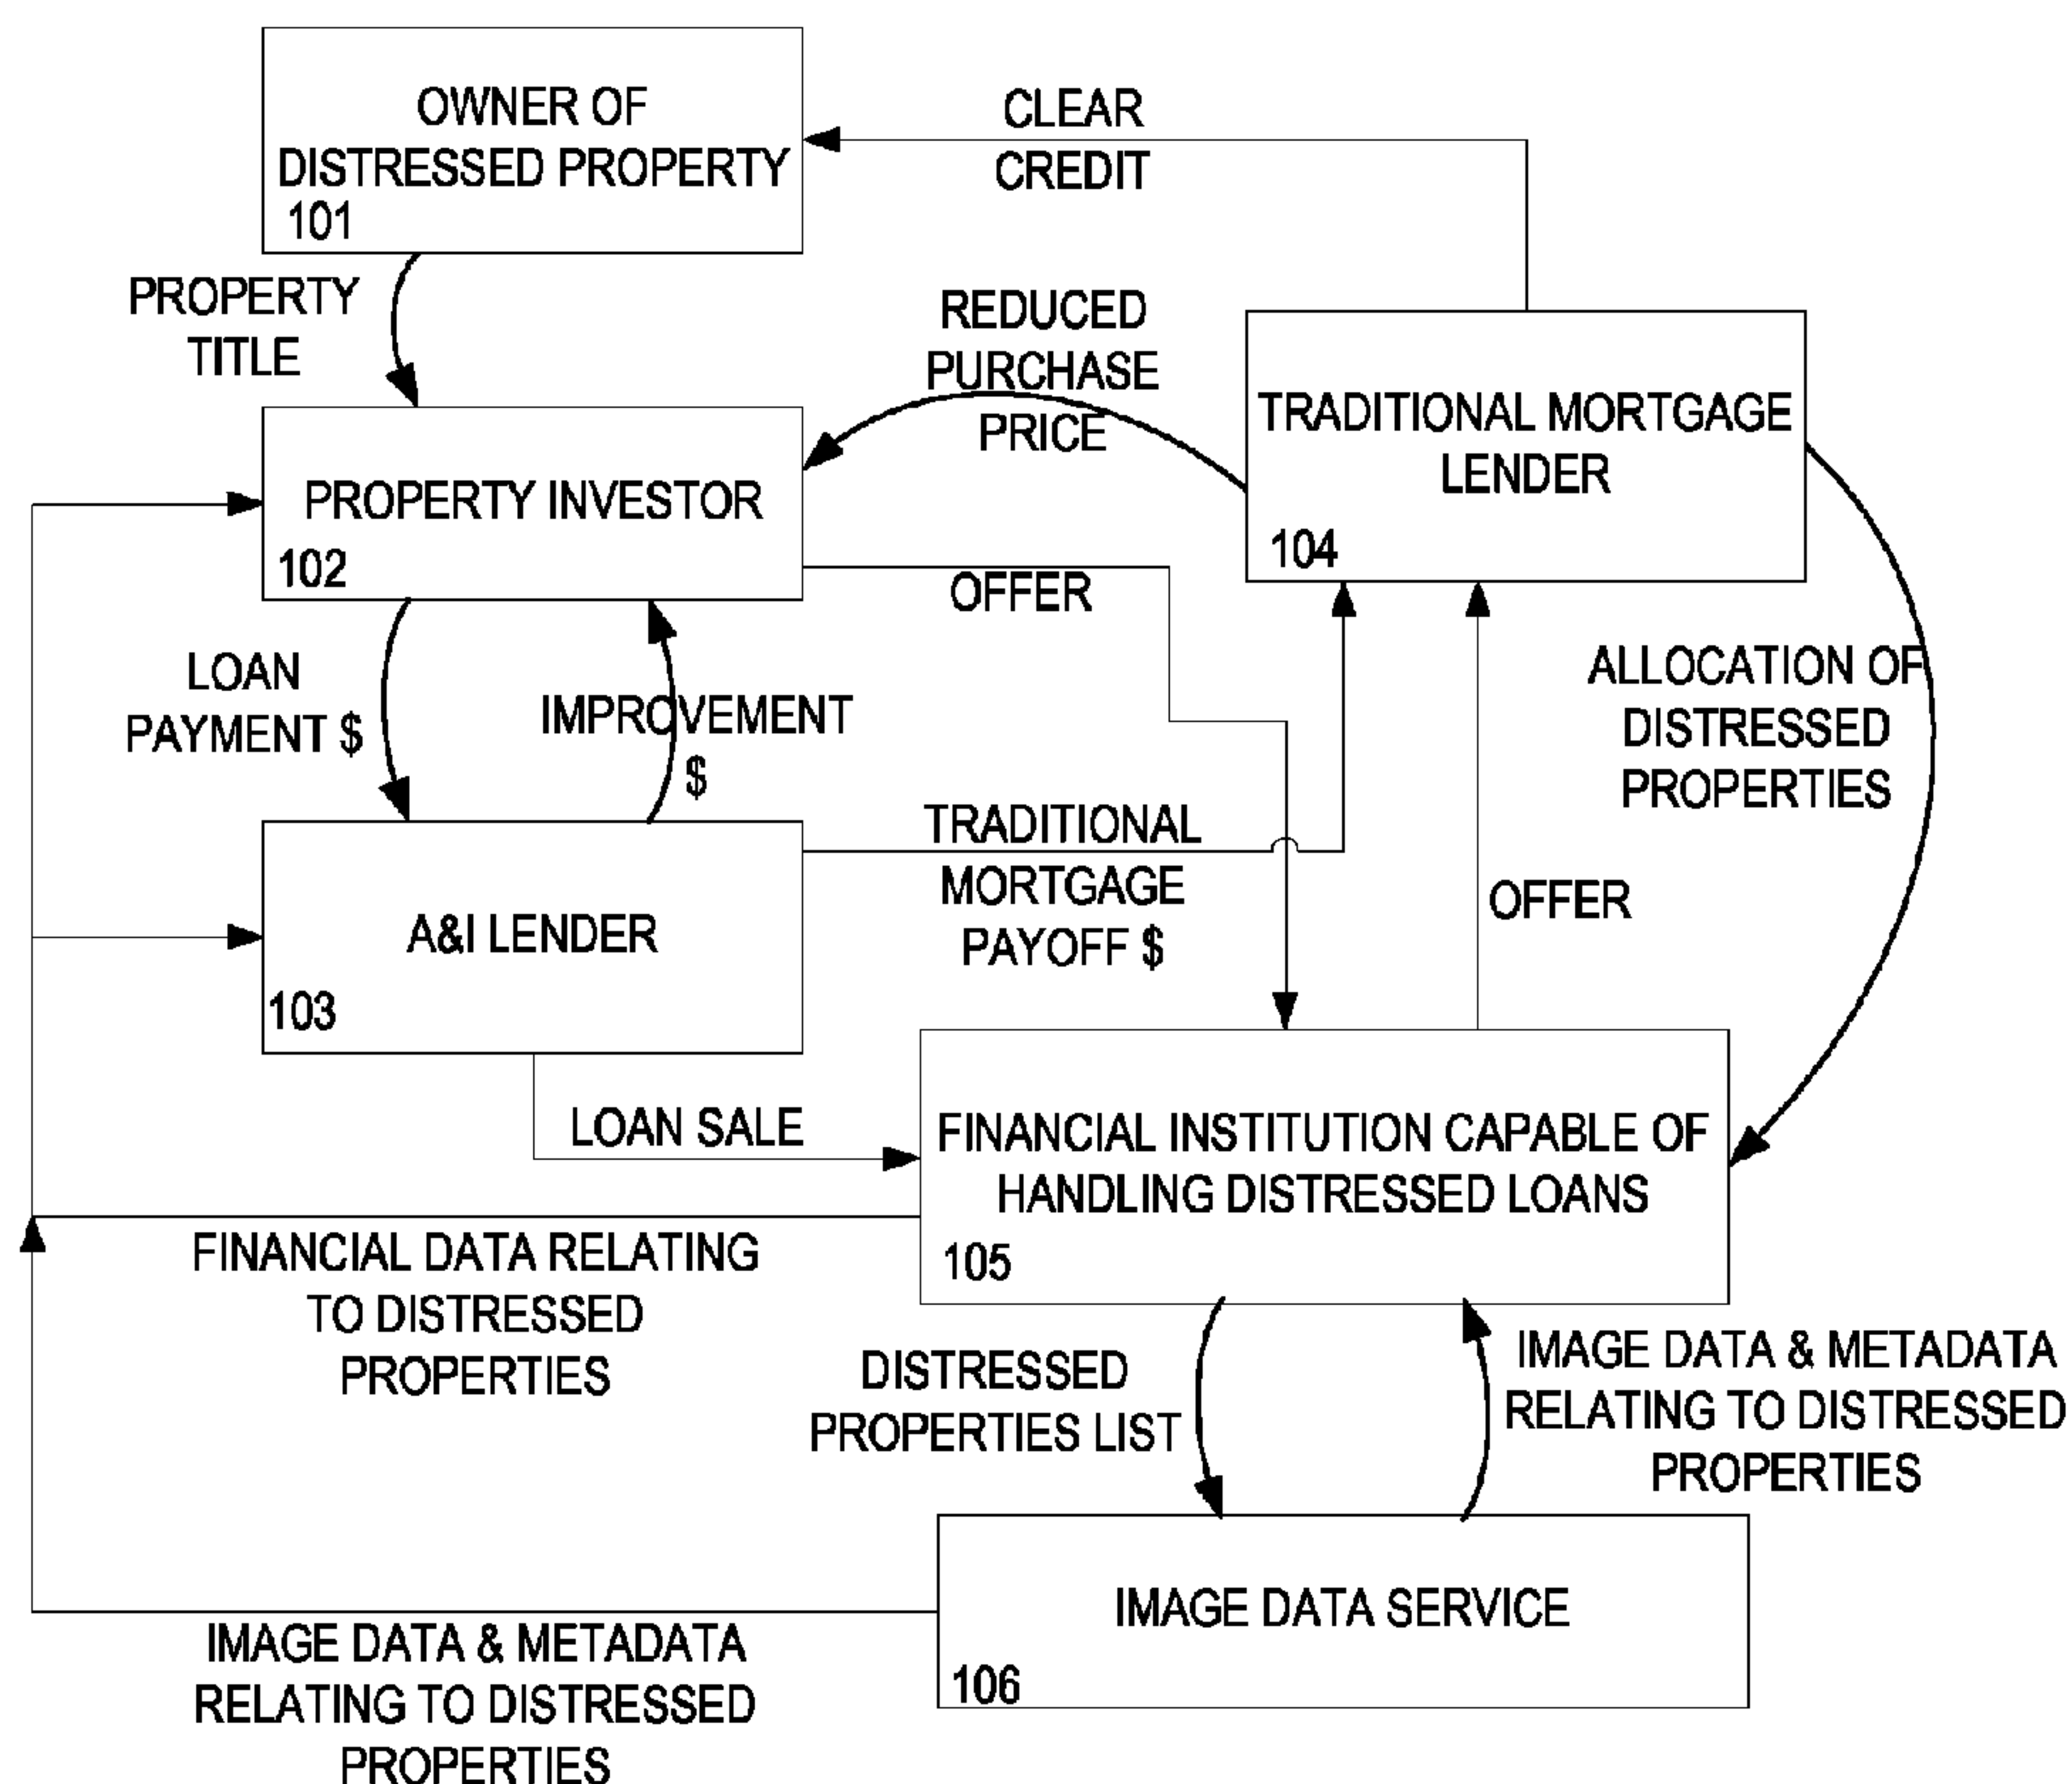 OWNER OF
DISTRESSED PROPERTY
101
CLEAR
CREDIT
PROPERTY
TITLE
REDUCED
PURCHASE
PRICE
TRADITIONAL MORTGAGE
LENDER
104
PROPERTY INVESTOR
102
OFFER
LOAN
PAYMENT $
IMPROVEMENT
$
ALLOCATION OF
DISTRESSED
PROPERTIES
TRADITIONAL
MORTGAGE
PAYOFF $
OFFER
A&I LENDER
103
LOAN SALE
FINANCIAL INSTITUTION CAPABLE OF
HANDLING DISTRESSED LOANS
105
FINANCIAL DATA RELATING
TO DISTRESSED
PROPERTIES
DISTRESSED
PROPERTIES LIST
IMAGE DATA & METADATA
RELATING TO DISTRESSED
PROPERTIES
IMAGE DATA SERVICE
106
IMAGE DATA & METADATA
RELATING TO DISTRESSED
PROPERTIES